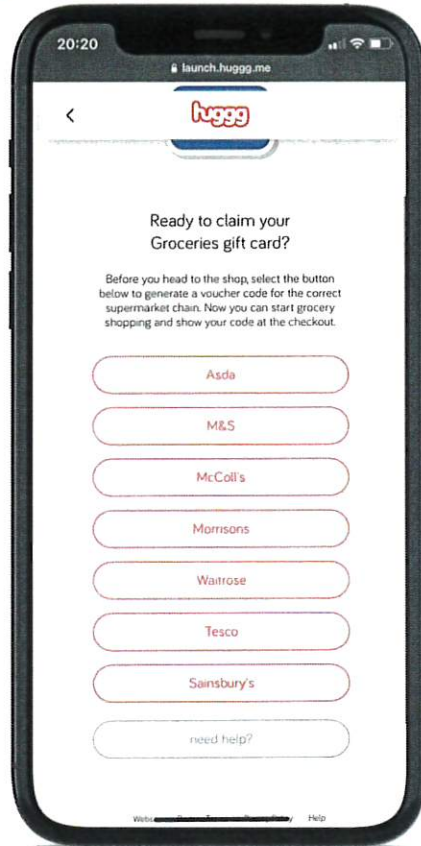 20:20
launch.huggg.me
huggg
Ready to claim your
Groceries gift card?
Before you head to the shop, select the button
below to generate a voucher code for the correct
supermarket chain. Now you can start grocery
shopping and show your code at the checkout.
Asda
M&S
McColl's
Morrisons
Waitrose
Tesco
Sainsbury's
need help?
Help